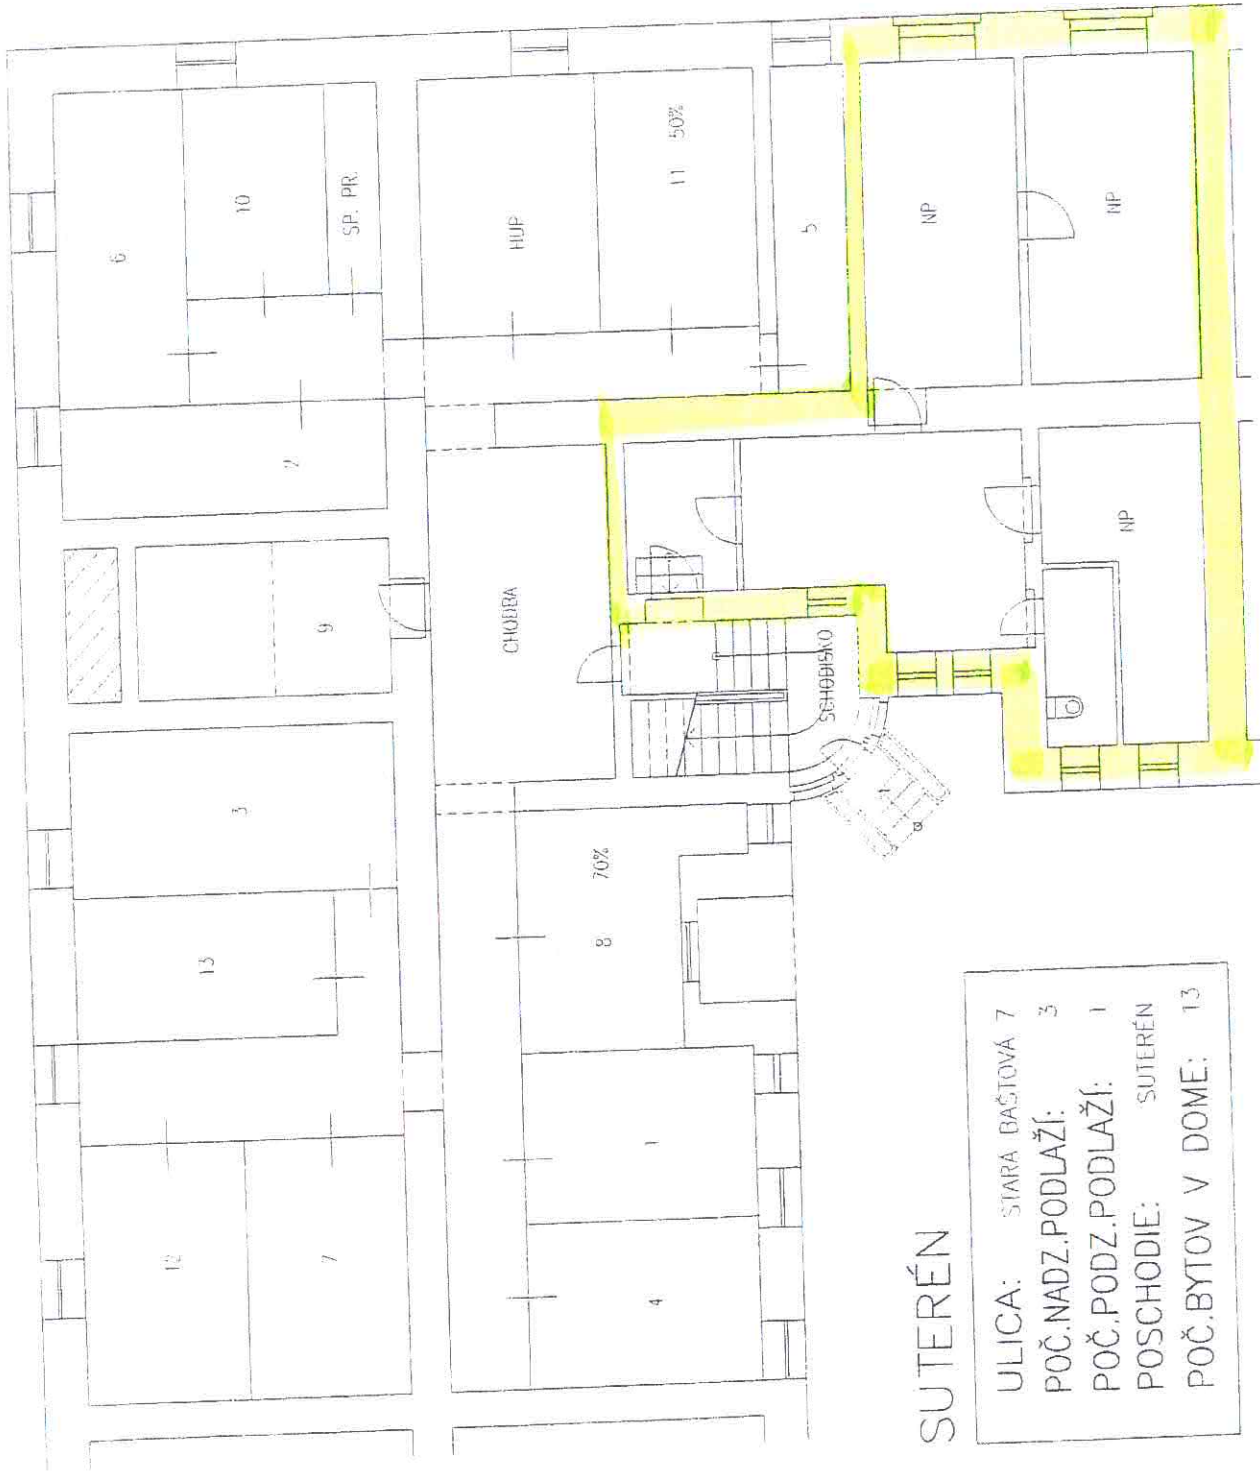 6
12
13
3
10
2
7
9
SP. PR.
CHODBA
HUP
8 70%
4
1
11 50%
5
SCHODISKO
NP
NP
NP
SUTERÉN
ULICA: STARÁ BAŠTOVÁ 7
POČ.NADZ.PODLAŽÍ: 3
POČ.PODZ.PODLAŽÍ: 1
POSCHODIE: SUTERÉN
POČ.BYTOV V DOME: 13